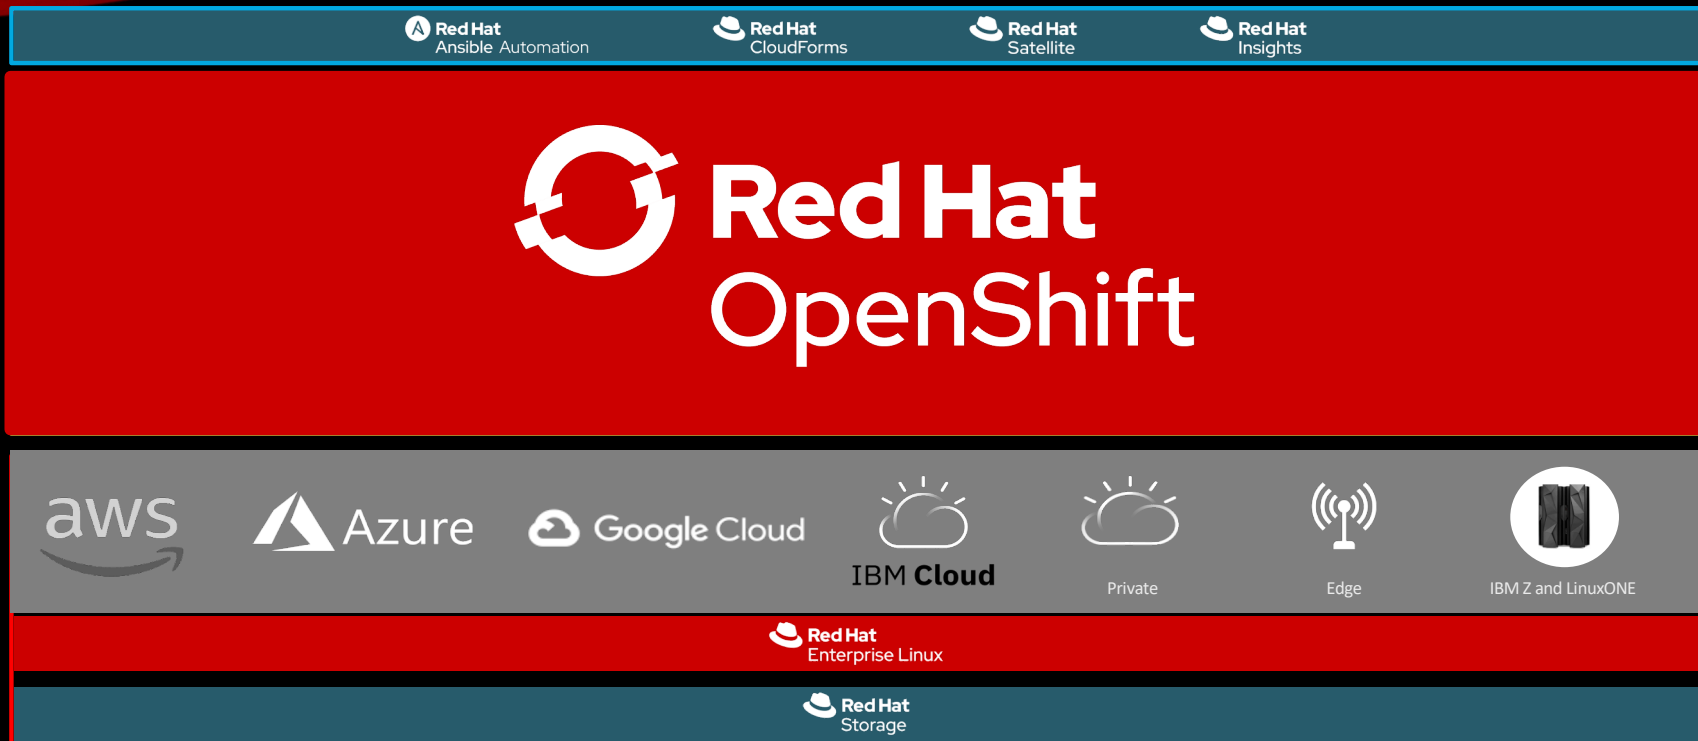 Red Hat
Ansible Automation
Red Hat
CloudForms
Red Hat
Satellite
Red Hat
Insights
Red Hat
OpenShift
aws
Azure
Google Cloud
IBM Cloud
Private
Edge
IBM Z and LinuxONE
Red Hat
Enterprise Linux
Red Hat
Storage